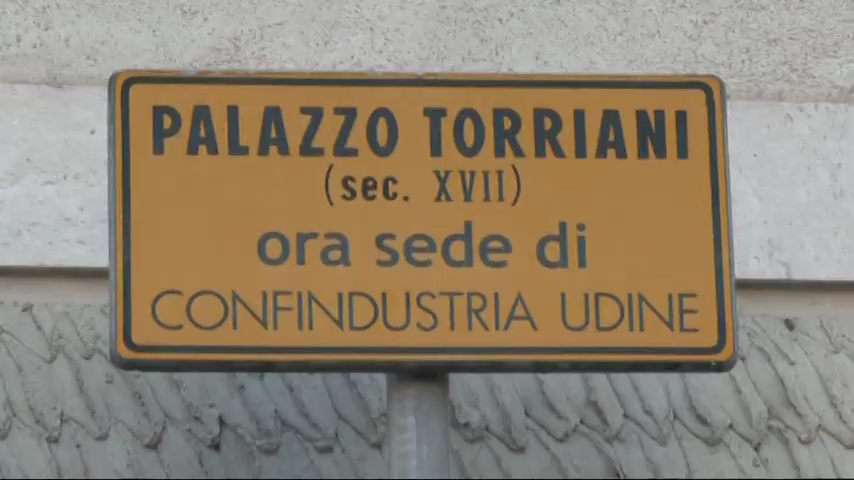 PALAZZO TORRIANI
(sec. XVII)
ora sede di
CONFINDUSTRIA UDINE